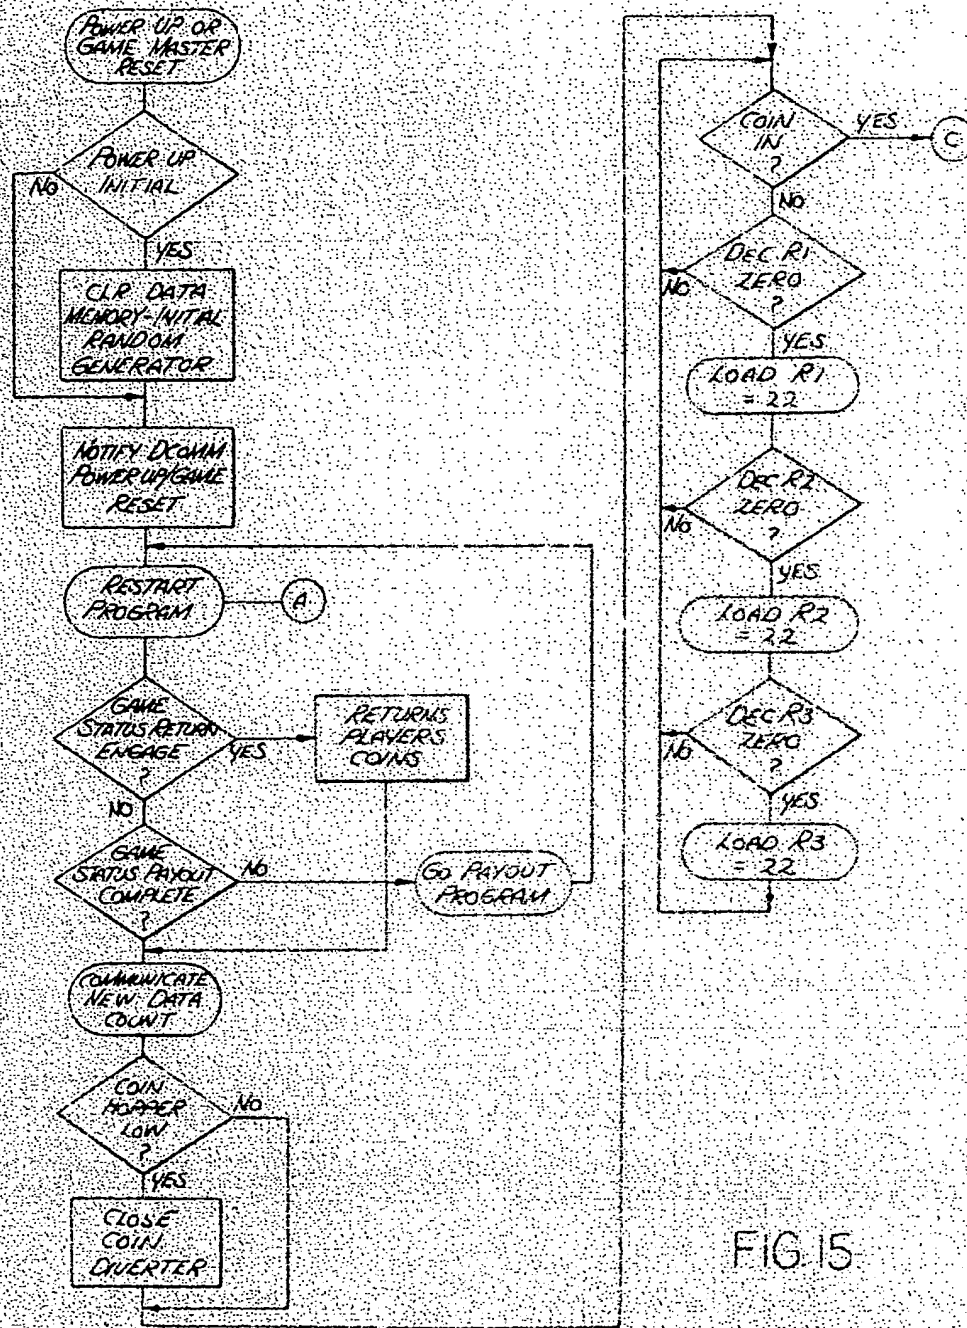 POWER UP OR
GAME MASTER
RESET
POWER UP
INITIAL
NO
YES
CLR DATA
MEMORY-INITIAL
RANDOM
GENERATOR
NOTIFY DCOMM
POWER UP/GAME
RESET
RESTART
PROGRAM
A
GAME
STATUS RETURN
ENGAGE
?
YES
NO
RETURNS
PLAYERS
COINS
GAME
STATUS PAYOUT
COMPLETE
?
NO
GO PAYOUT
PROGRAM
COMMUNICATE
NEW DATA
COUNT
COIN
HOPPER
LOW
?
NO
YES
CLOSE
COIN
DIVERTER
COIN
IN
?
YES
C
NO
DEC R1
ZERO
?
NO
YES
LOAD R1
= 22
DEC R2
ZERO
?
NO
YES
LOAD R2
= 22
DEC R3
ZERO
?
NO
YES
LOAD R3
= 22
FIG. 15